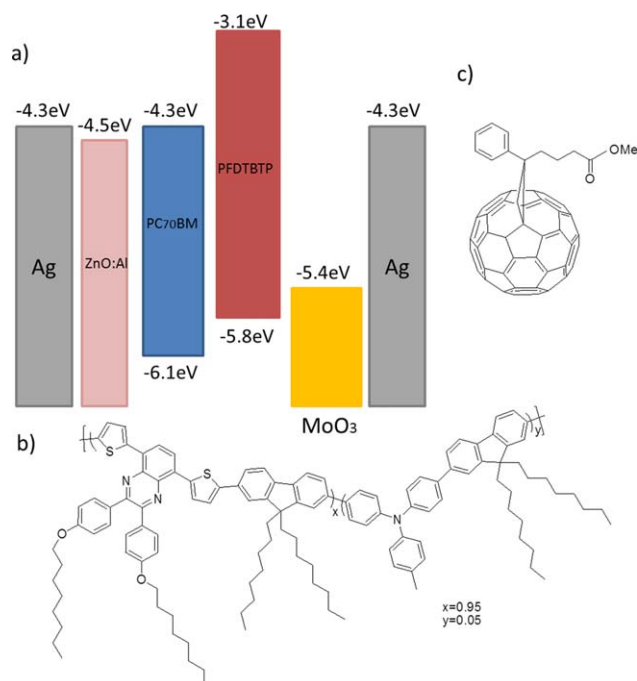 a)
-3.1eV
c)
-4.3eV
-4.5eV
-4.3eV
-4.3eV
OMe
O
PFDTBTP
PC70BM
ZnO:Al
Ag
Ag
-5.4eV
-5.8eV
-6.1eV
MoO3
b)
S
]y
N
N
S
x
N
O
O
x=0.95
y=0.05